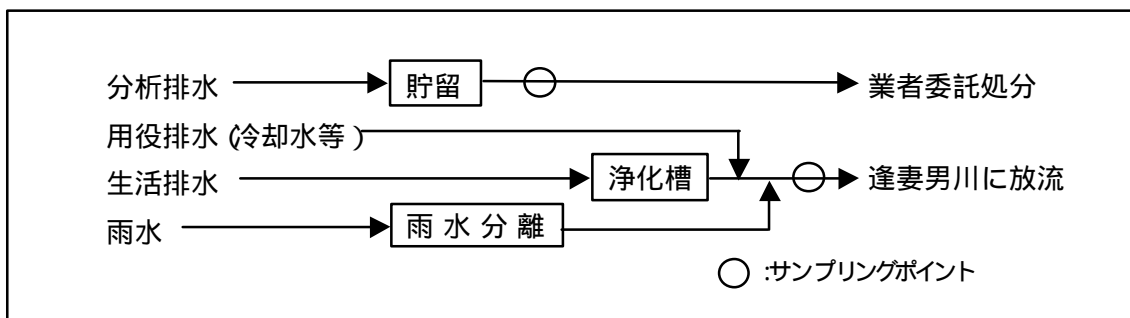 分析排水 貯留 業者委託処分
用役排水 (冷却水等)
生活排水 浄化槽 逢妻男川に放流
雨水 雨水分離
:サンプリングポイント